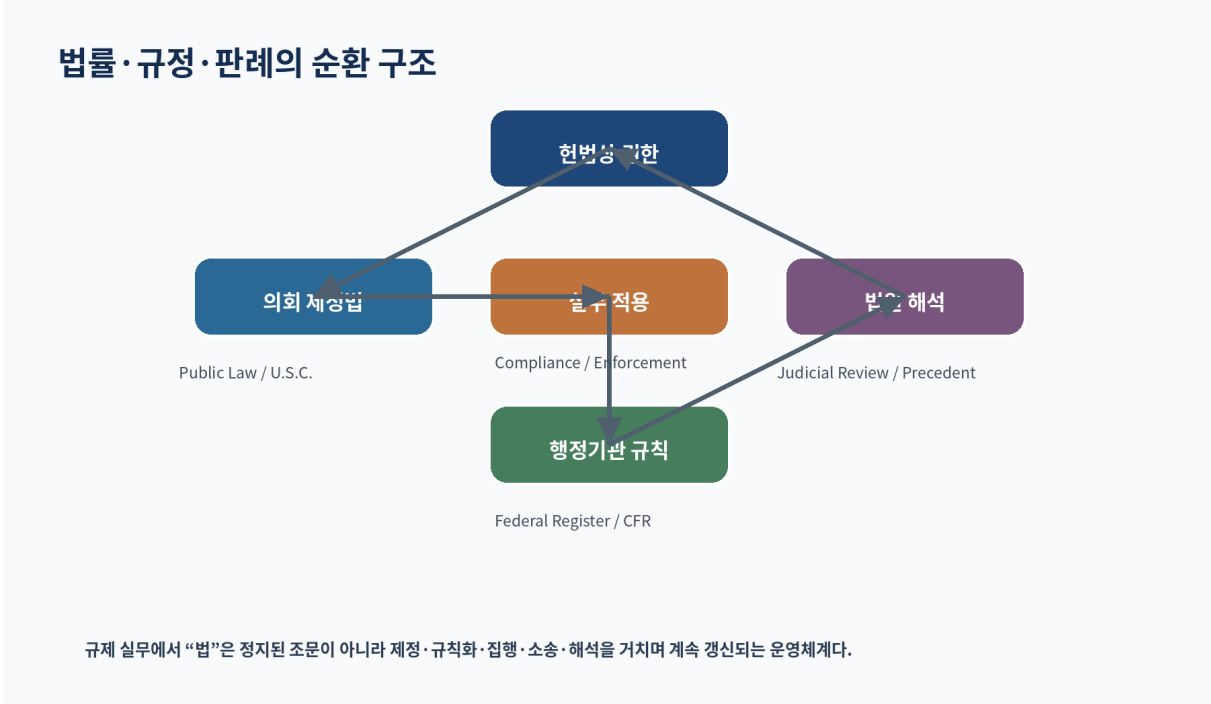 법률·규정·판례의 순환 구조
헌법상 권한
의회 제정법
실무 적용
법원 해석
Public Law / U.S.C.
Compliance / Enforcement
Judicial Review / Precedent
행정기관 규칙
Federal Register / CFR
규제 실무에서 “법”은 정지된 조문이 아니라 제정·규칙화·집행·소송·해석을 거치며 계속 갱신되는 운영체계다.